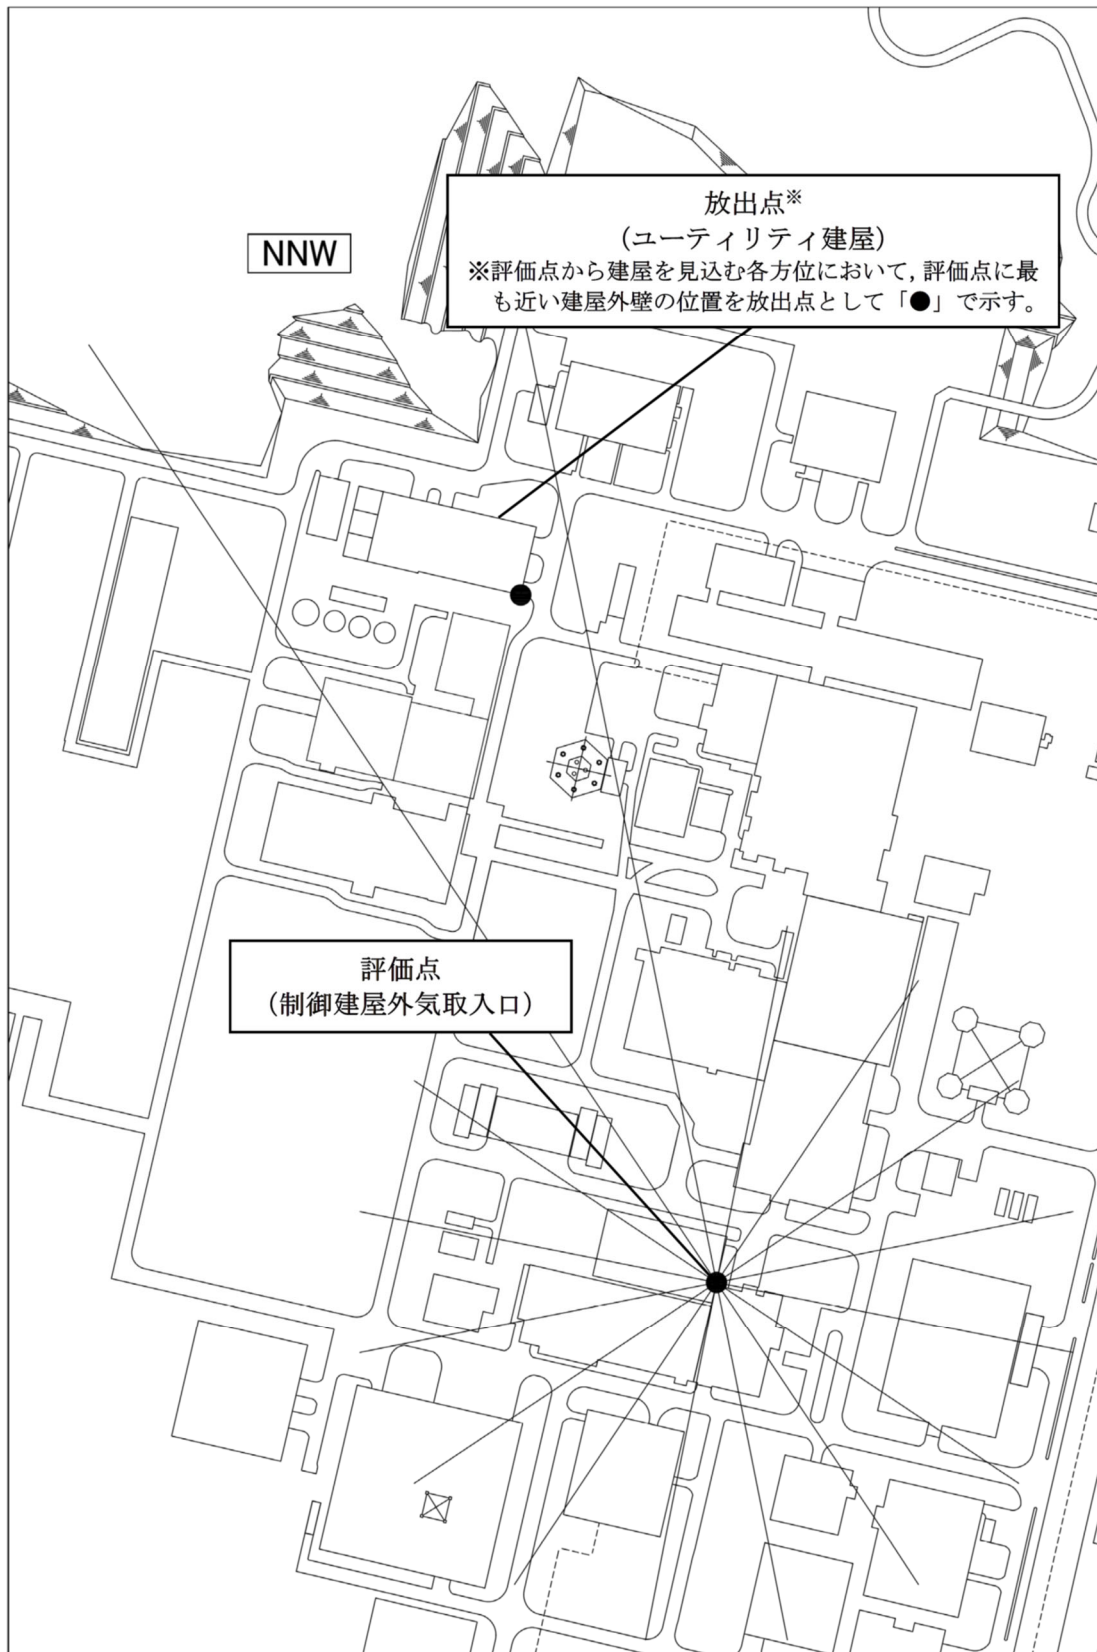 放出点※
(ユーティリティ建屋)
※評価点から建屋を見込む各方位において, 評価点に最
も近い建屋外壁の位置を放出点として「●」で示す。
NNW
評価点
(制御建屋外気取入口)